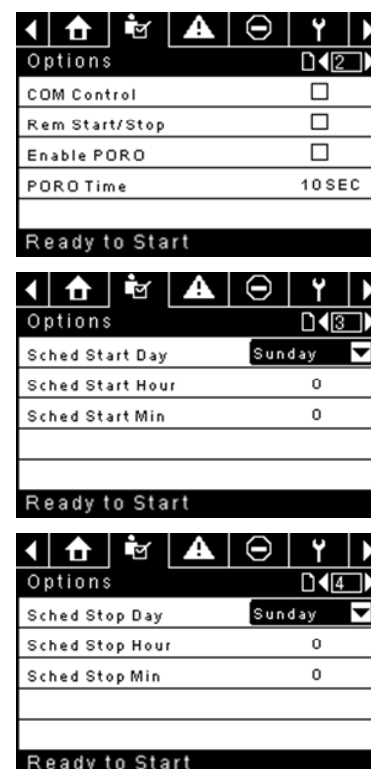 Options 2
COM Control
Rem Start/Stop
Enable PORO
PORO Time 10 SEC
Ready to Start
Options 3
Sched Start Day Sunday
Sched Start Hour 0
Sched Start Min 0
Ready to Start
Options 4
Sched Stop Day Sunday
Sched Stop Hour 0
Sched Stop Min 0
Ready to Start